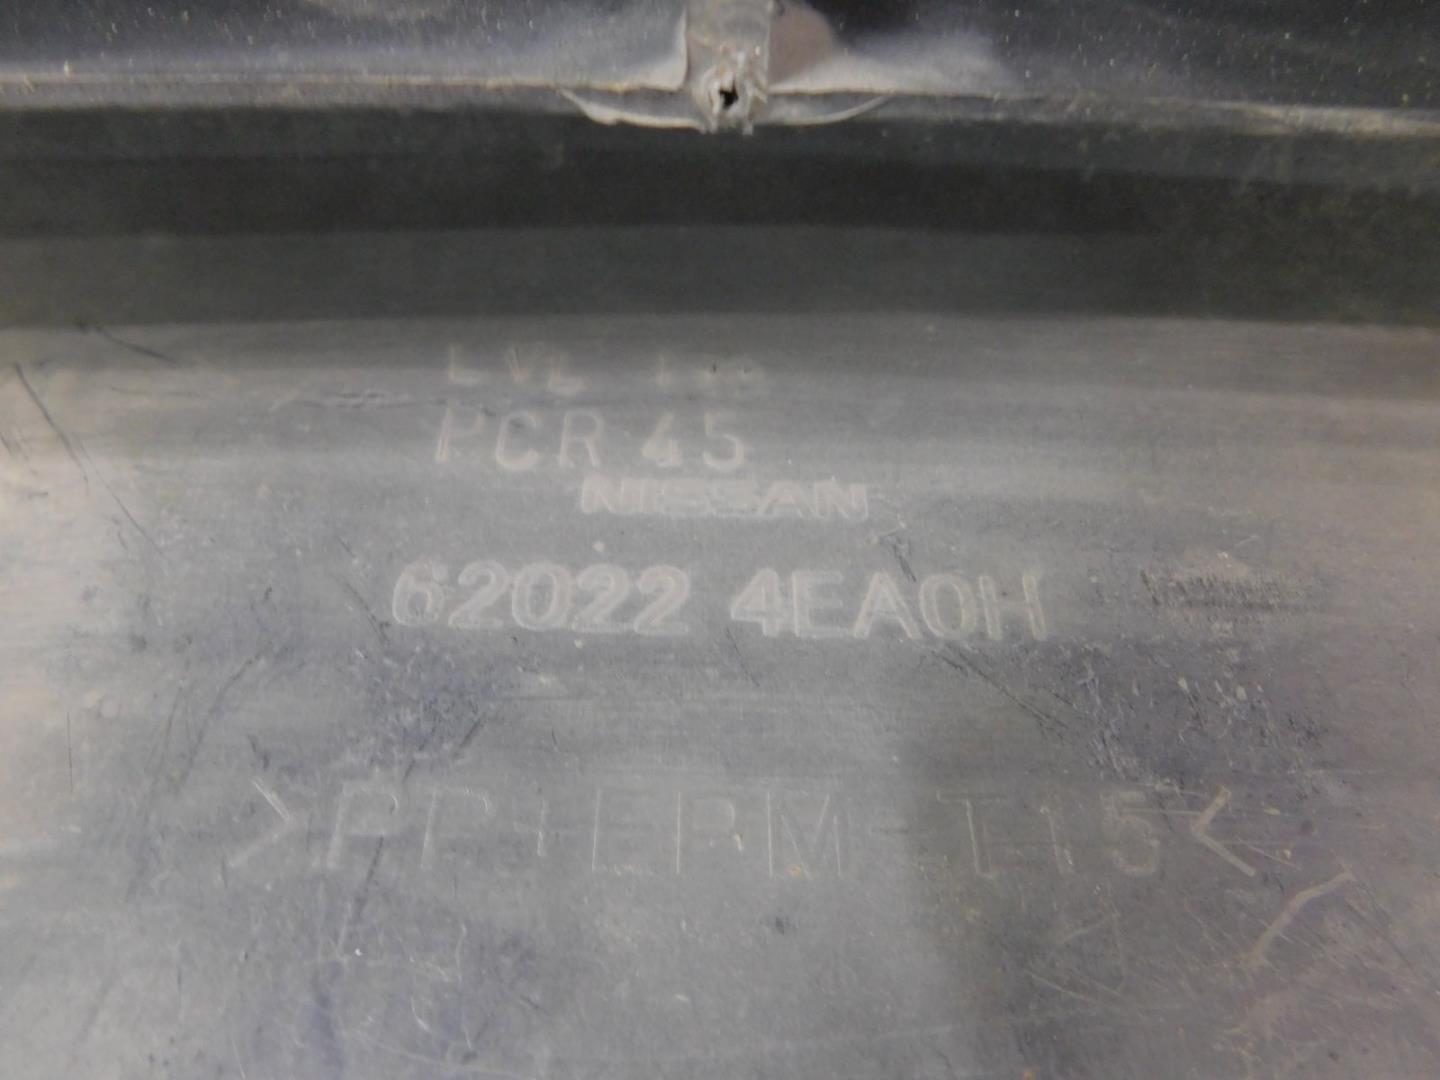 PCR 45
NISSAN
62022 4EA0H
>PP+EPM-T15<